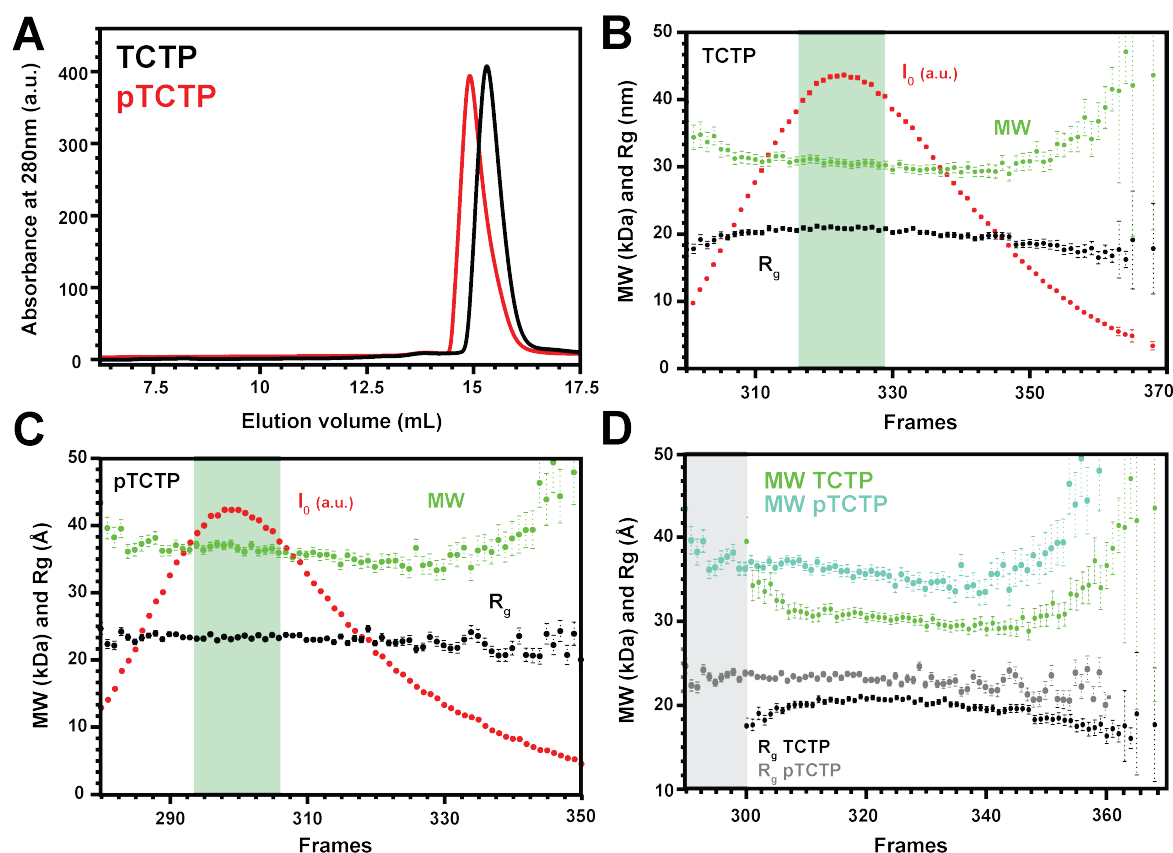 A
TCTP
pTCTP
Absorbance at 280nm (a.u.)
400
300
200
100
0
7.5
10
12.5
15
17.5
Elution volume (mL)
B
TCTP
I0 (a.u.)
MW
Rg
MW (kDa) and Rg (nm)
50
40
30
20
10
0
310
330
350
370
Frames
C
pTCTP
I0 (a.u.)
MW
Rg
MW (kDa) and Rg (Å)
50
40
30
20
10
0
290
310
330
350
Frames
D
MW TCTP
MW pTCTP
Rg TCTP
Rg pTCTP
MW (kDa) and Rg (Å)
50
40
30
20
10
300
320
340
360
Frames